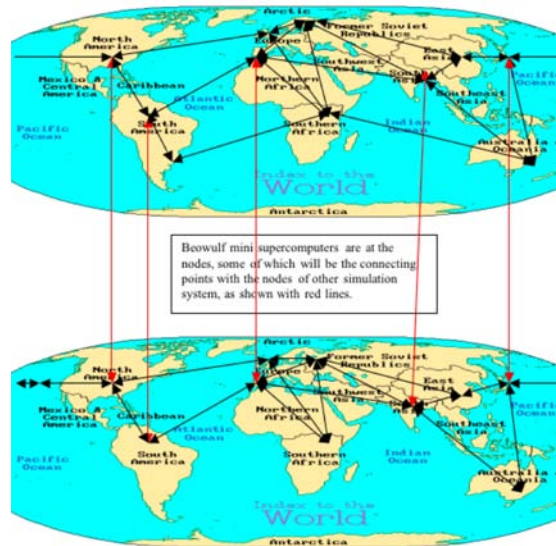 Arctic
North
America
Former Soviet
Republics
Europe
East
Asia
Southwest
Asia
South
Asia
Pacific
Ocean
Mexico &
Central
America
Caribbean
Northern
Africa
Southeast
Asia
Atlantic
Ocean
South
America
Pacific
Ocean
Indian
Ocean
Southern
Africa
Australia &
Oceania
Index to the
World
Antarctica
Beowulf mini supercomputers are at the
nodes, some of which will be the connecting
points with the nodes of other simulation
system, as shown with red lines.
Arctic
North
America
Former Soviet
Republics
Europe
East
Asia
Southwest
Asia
Asia
Pacific
Ocean
Mexico &
Central
America
Caribbean
Northern
Africa
Southeast
Asia
Atlantic
Ocean
South
America
Pacific
Ocean
Indian
Ocean
Southern
Africa
Australia &
Oceania
Index to the
World
Antarctica